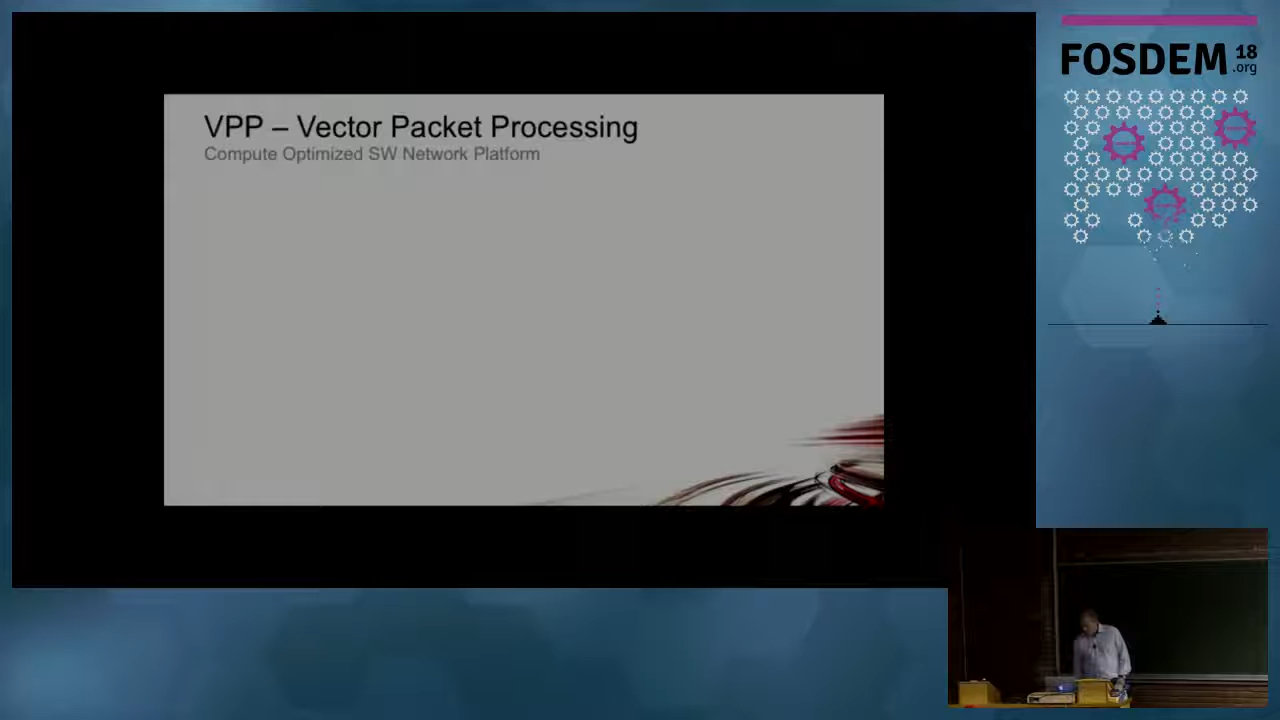 VPP – Vector Packet Processing
Compute Optimized SW Network Platform
FOSDEM 18
.org